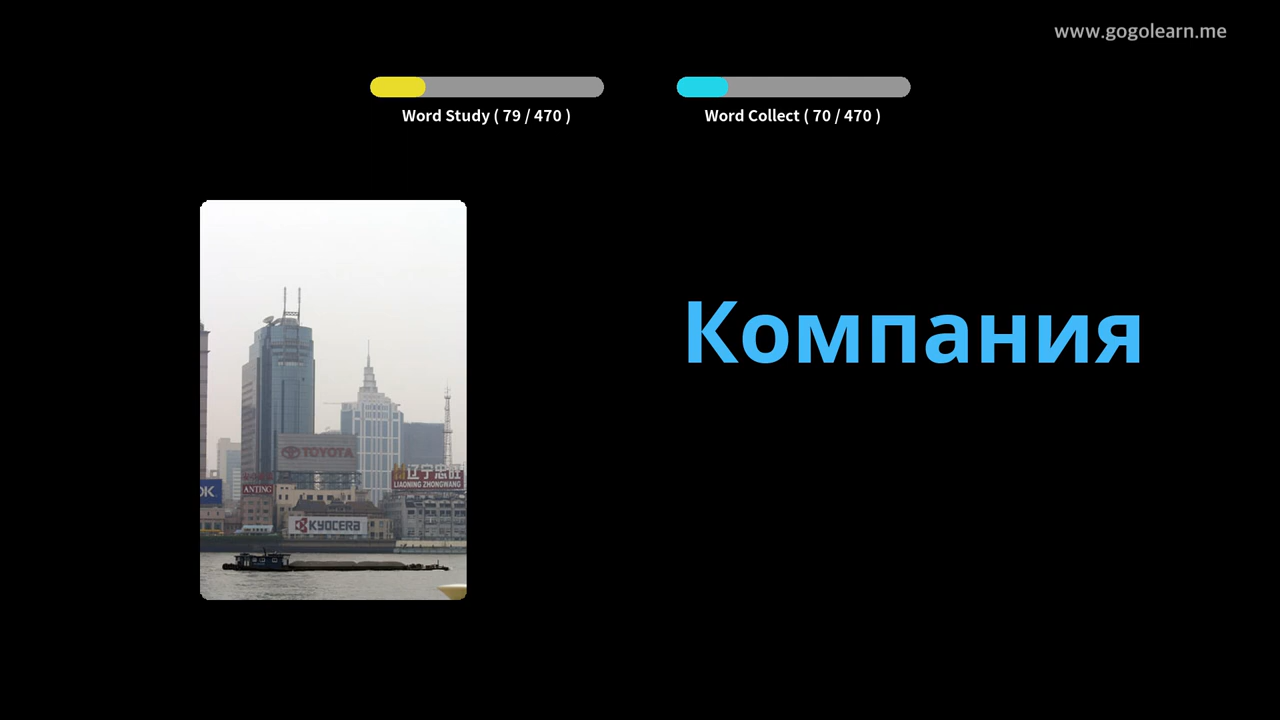 www.gogolearn.me
Word Study ( 79 / 470 )
Word Collect ( 70 / 470 )
Компания
TOYOTA
辽宁忠旺
LIAONING ZHONGWANG
ANTING
KYOCERA